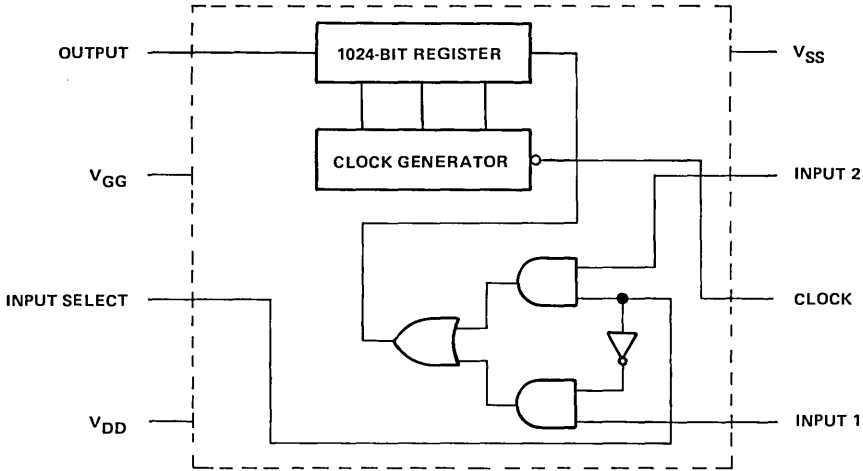 OUTPUT
1024-BIT REGISTER
VSS
CLOCK GENERATOR
VGG
INPUT 2
INPUT SELECT
CLOCK
VDD
INPUT 1